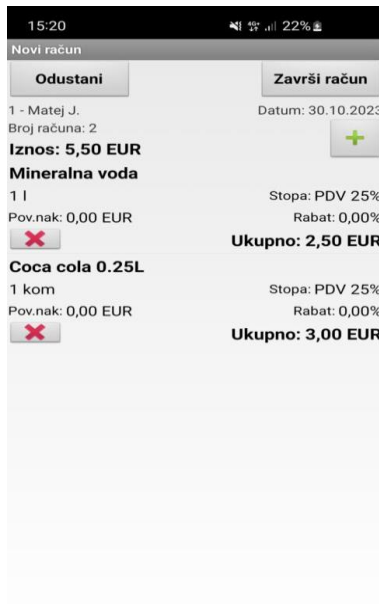 15:20 22%
Novi račun
Odustani Završi račun
1 - Matej J. Datum: 30.10.2023
Broj računa: 2
Iznos: 5,50 EUR
Mineralna voda
1 l Stopa: PDV 25%
Pov.nak: 0,00 EUR Rabat: 0,00%
Ukupno: 2,50 EUR
Coca cola 0.25L
1 kom Stopa: PDV 25%
Pov.nak: 0,00 EUR Rabat: 0,00%
Ukupno: 3,00 EUR